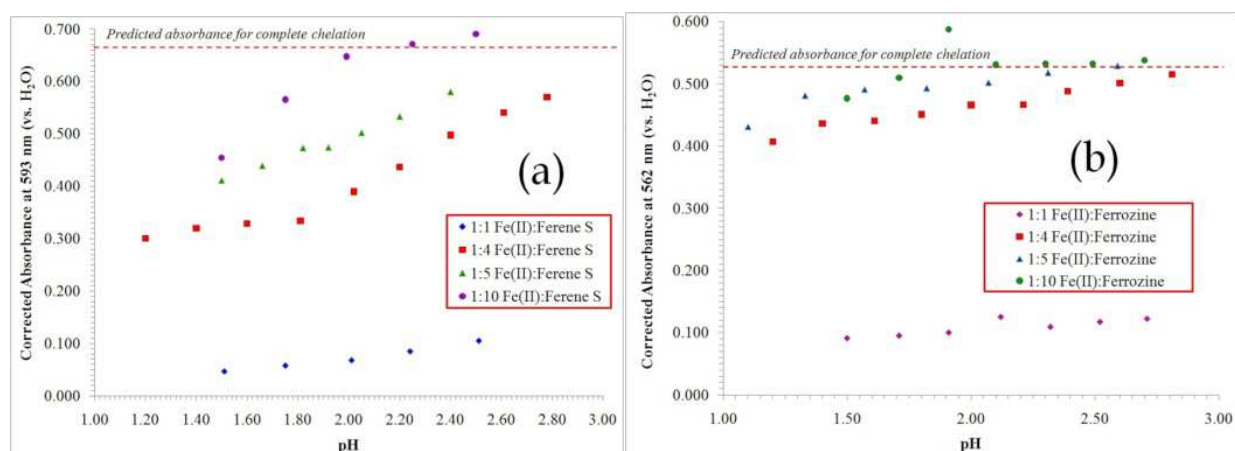 Corrected Absorbance at 593 nm (vs. H2O)
0.700
0.600
0.500
0.400
0.300
0.200
0.100
0.000
Predicted absorbance for complete chelation
(a)
1:1 Fe(II):Ferene S
1:4 Fe(II):Ferene S
1:5 Fe(II):Ferene S
1:10 Fe(II):Ferene S
1.00 1.20 1.40 1.60 1.80 2.00 2.20 2.40 2.60 2.80 3.00
pH
Corrected Absorbance at 562 nm (vs. H2O)
0.600
0.500
0.400
0.300
0.200
0.100
0.000
Predicted absorbance for complete chelation
(b)
1:1 Fe(II):Ferrozine
1:4 Fe(II):Ferrozine
1:5 Fe(II):Ferrozine
1:10 Fe(II):Ferrozine
1.00 1.50 2.00 2.50 3.00
pH